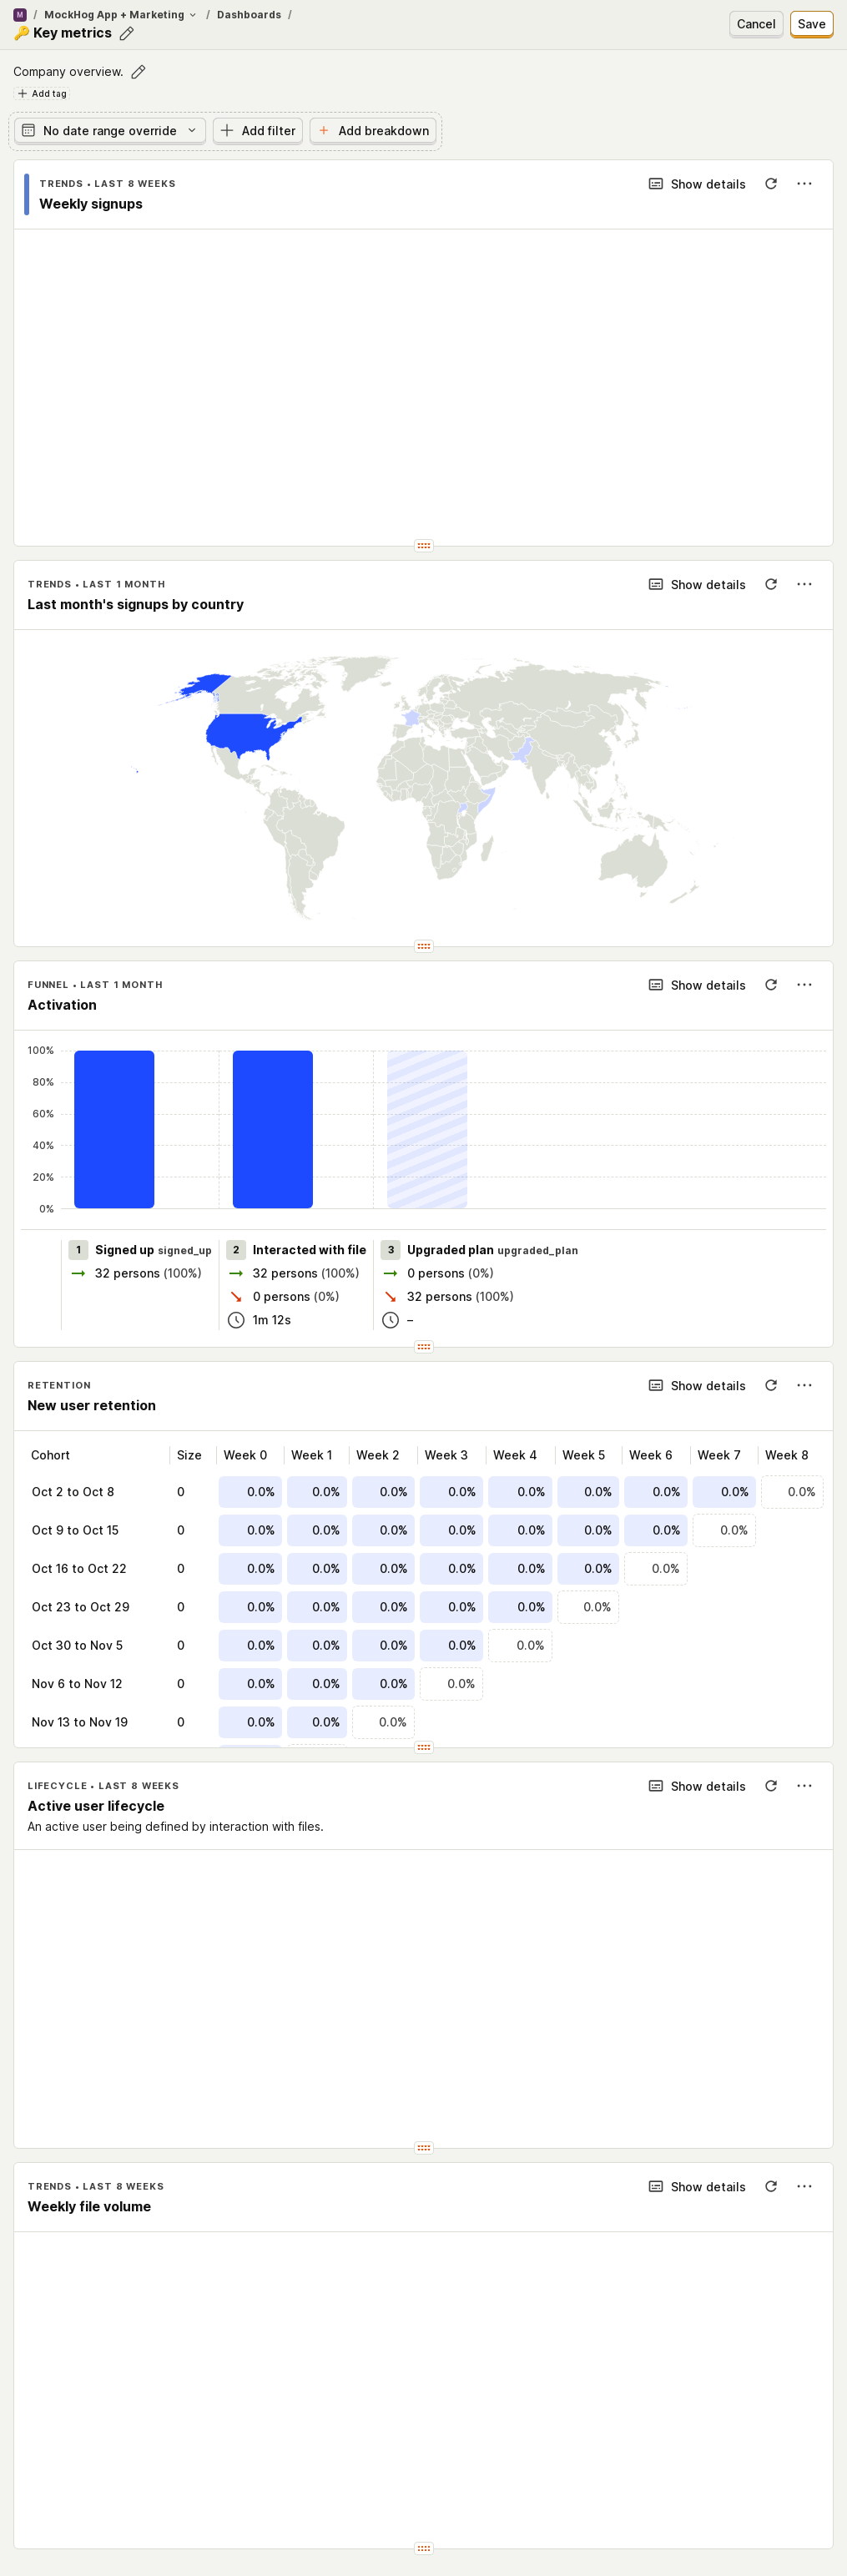 M / MockHog App + Marketing / Dashboards /
🔑 Key metrics
Cancel
Save
Company overview.
Add tag
No date range override
Add filter
Add breakdown
TRENDS • LAST 8 WEEKS
Show details
Weekly signups
TRENDS • LAST 1 MONTH
Show details
Last month's signups by country
FUNNEL • LAST 1 MONTH
Show details
Activation
100%
80%
60%
40%
20%
0%
1 Signed up signed_up
32 persons (100%)
2 Interacted with file
32 persons (100%)
0 persons (0%)
1m 12s
3 Upgraded plan upgraded_plan
0 persons (0%)
32 persons (100%)
–
RETENTION
Show details
New user retention
Cohort Size Week 0 Week 1 Week 2 Week 3 Week 4 Week 5 Week 6 Week 7 Week 8
Oct 2 to Oct 8 0 0.0% 0.0% 0.0% 0.0% 0.0% 0.0% 0.0% 0.0% 0.0%
Oct 9 to Oct 15 0 0.0% 0.0% 0.0% 0.0% 0.0% 0.0% 0.0% 0.0%
Oct 16 to Oct 22 0 0.0% 0.0% 0.0% 0.0% 0.0% 0.0% 0.0%
Oct 23 to Oct 29 0 0.0% 0.0% 0.0% 0.0% 0.0% 0.0%
Oct 30 to Nov 5 0 0.0% 0.0% 0.0% 0.0% 0.0%
Nov 6 to Nov 12 0 0.0% 0.0% 0.0% 0.0%
Nov 13 to Nov 19 0 0.0% 0.0% 0.0%
LIFECYCLE • LAST 8 WEEKS
Show details
Active user lifecycle
An active user being defined by interaction with files.
TRENDS • LAST 8 WEEKS
Show details
Weekly file volume